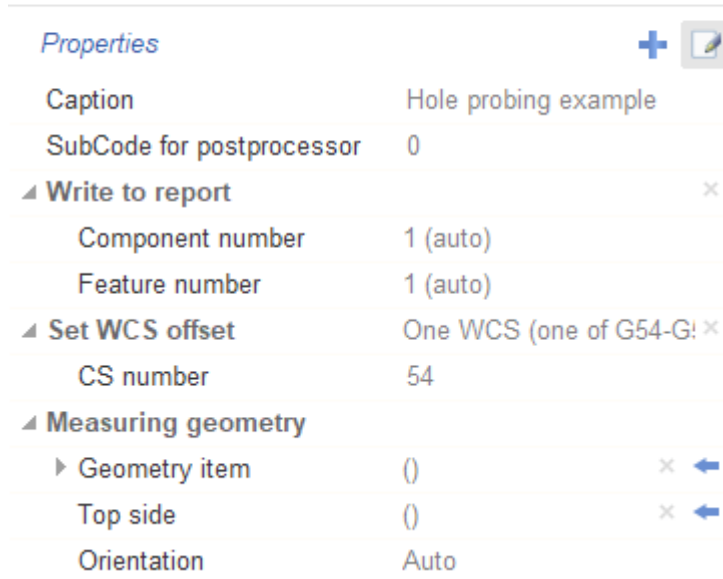 Properties
Caption Hole probing example
SubCode for postprocessor 0
Write to report
Component number 1 (auto)
Feature number 1 (auto)
Set WCS offset One WCS (one of G54-G
CS number 54
Measuring geometry
Geometry item ()
Top side ()
Orientation Auto